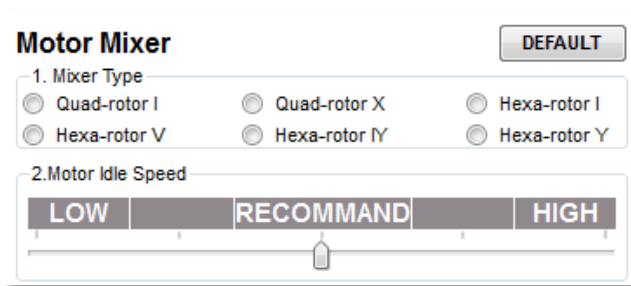 Motor Mixer DEFAULT
1. Mixer Type
Quad-rotor I Quad-rotor X Hexa-rotor I
Hexa-rotor V Hexa-rotor IY Hexa-rotor Y
2.Motor Idle Speed
LOW RECOMMAND HIGH